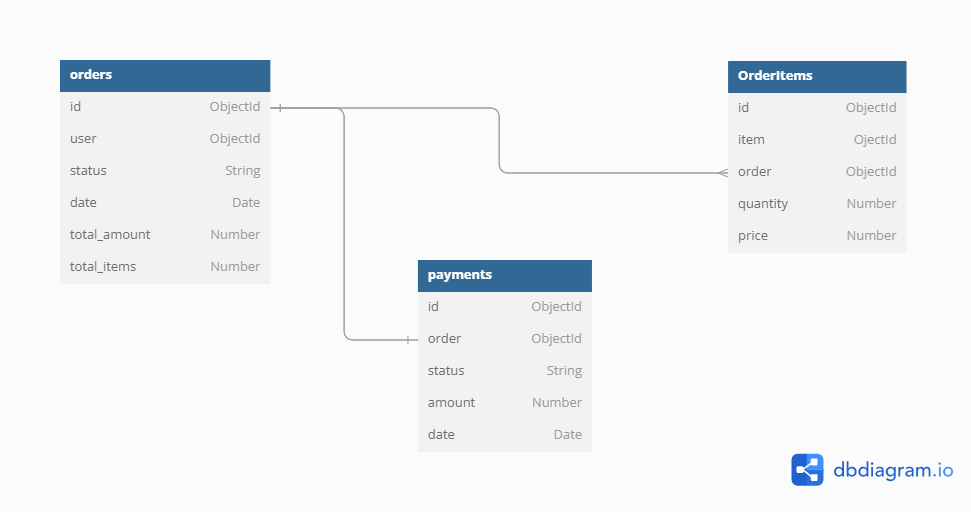 orders
id ObjectId
user ObjectId
status String
date Date
total_amount Number
total_items Number
OrderItems
id ObjectId
item OjectId
order ObjectId
quantity Number
price Number
payments
id ObjectId
order ObjectId
status String
amount Number
date Date
dbdiagram.io